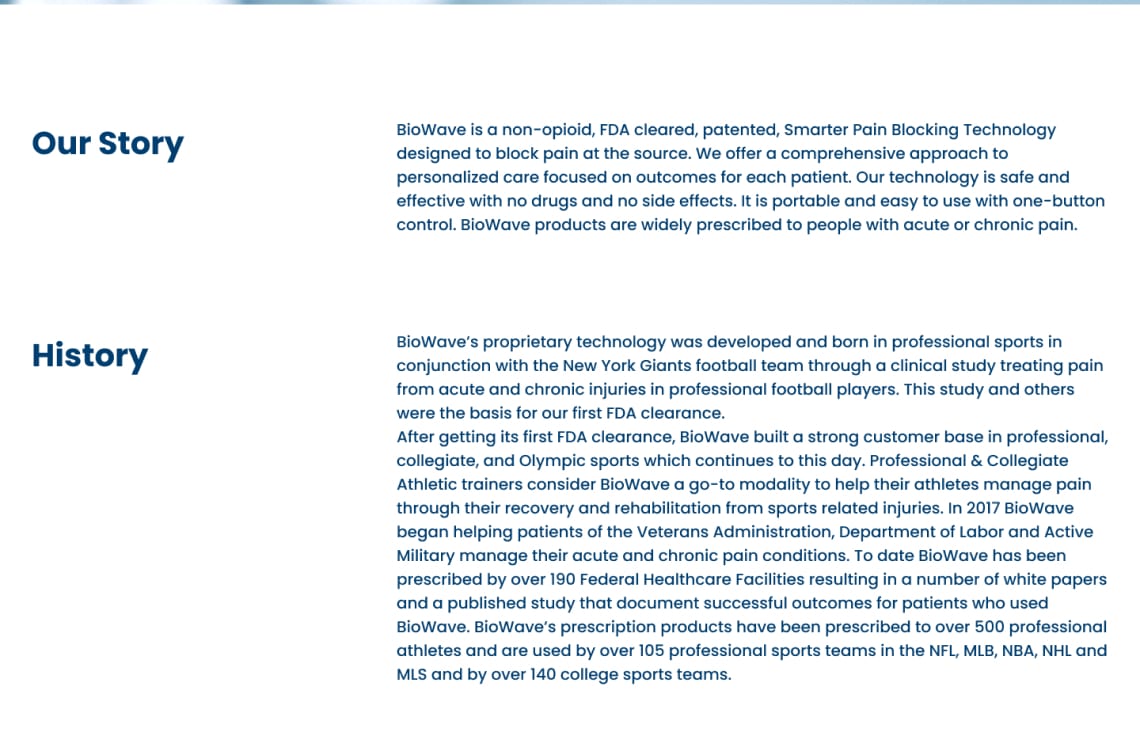 Our Story
BioWave is a non-opioid, FDA cleared, patented, Smarter Pain Blocking Technology
designed to block pain at the source. We offer a comprehensive approach to
personalized care focused on outcomes for each patient. Our technology is safe and
effective with no drugs and no side effects. It is portable and easy to use with one-button
control. BioWave products are widely prescribed to people with acute or chronic pain.
History
BioWave’s proprietary technology was developed and born in professional sports in
conjunction with the New York Giants football team through a clinical study treating pain
from acute and chronic injuries in professional football players. This study and others
were the basis for our first FDA clearance.
After getting its first FDA clearance, BioWave built a strong customer base in professional,
collegiate, and Olympic sports which continues to this day. Professional & Collegiate
Athletic trainers consider BioWave a go-to modality to help their athletes manage pain
through their recovery and rehabilitation from sports related injuries. In 2017 BioWave
began helping patients of the Veterans Administration, Department of Labor and Active
Military manage their acute and chronic pain conditions. To date BioWave has been
prescribed by over 190 Federal Healthcare Facilities resulting in a number of white papers
and a published study that document successful outcomes for patients who used
BioWave. BioWave’s prescription products have been prescribed to over 500 professional
athletes and are used by over 105 professional sports teams in the NFL, MLB, NBA, NHL and
MLS and by over 140 college sports teams.